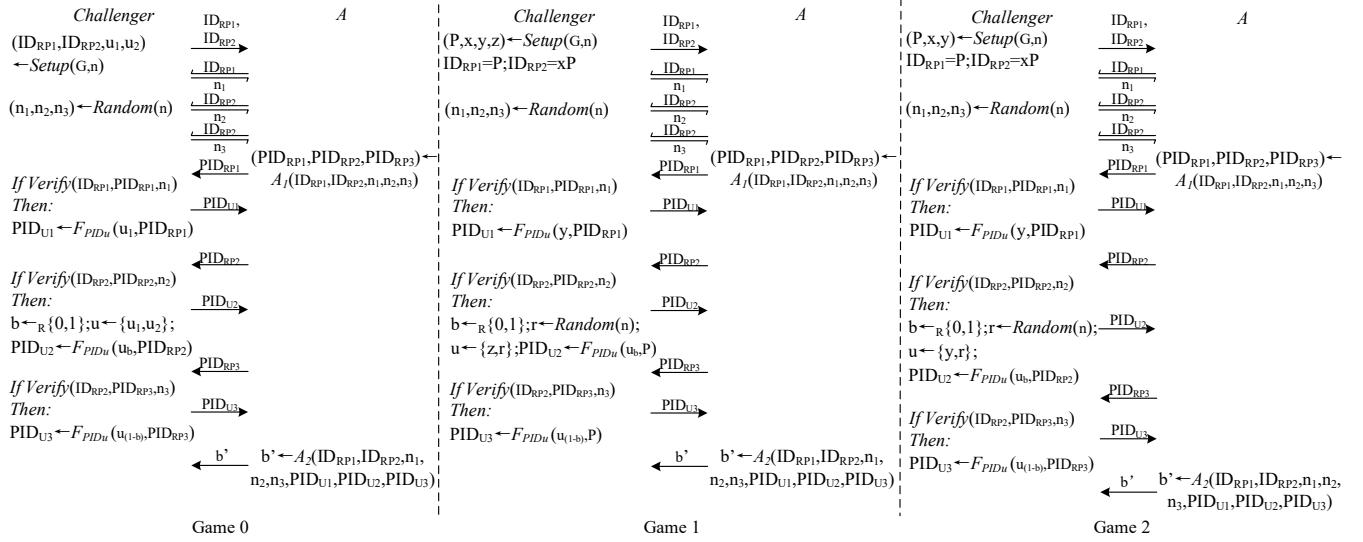 Challenger
A
ID_RP1,
ID_RP2
(ID_RP1,ID_RP2,u_1,u_2)
←Setup(G,n)
ID_RP1
n_1
(n_1,n_2,n_3)←Random(n)
ID_RP2
n_2
ID_RP2
n_3
(PID_RP1,PID_RP2,PID_RP3)←
A_1(ID_RP1,ID_RP2,n_1,n_2,n_3)
PID_RP1
If Verify(ID_RP1,PID_RP1,n_1)
Then:
PID_U1
PID_U1←F_PIDu(u_1,PID_RP1)
PID_RP2
If Verify(ID_RP2,PID_RP2,n_2)
Then:
PID_U2
b←_R{0,1};u←{u_1,u_2};
PID_U2←F_PIDu(u_b,PID_RP2)
PID_RP3
If Verify(ID_RP2,PID_RP3,n_3)
Then:
PID_U3
PID_U3←F_PIDu(u_(1-b),PID_RP3)
b'
b'←A_2(ID_RP1,ID_RP2,n_1,
n_2,n_3,PID_U1,PID_U2,PID_U3)
Game 0
Challenger
A
ID_RP1,
ID_RP2
(P,x,y,z)←Setup(G,n)
ID_RP1=P;ID_RP2=xP
ID_RP1
n_1
(n_1,n_2,n_3)←Random(n)
ID_RP2
n_2
ID_RP2
n_3
(PID_RP1,PID_RP2,PID_RP3)←
A_1(ID_RP1,ID_RP2,n_1,n_2,n_3)
PID_RP1
If Verify(ID_RP1,PID_RP1,n_1)
Then:
PID_U1
PID_U1←F_PIDu(y,PID_RP1)
PID_RP2
If Verify(ID_RP2,PID_RP2,n_2)
Then:
PID_U2
b←_R{0,1};r←Random(n);
u←{z,r};PID_U2←F_PIDu(u_b,P)
PID_RP3
If Verify(ID_RP2,PID_RP3,n_3)
Then:
PID_U3
PID_U3←F_PIDu(u_(1-b),P)
b'
b'←A_2(ID_RP1,ID_RP2,n_1,
n_2,n_3,PID_U1,PID_U2,PID_U3)
Game 1
Challenger
A
ID_RP1,
ID_RP2
(P,x,y)←Setup(G,n)
ID_RP1=P;ID_RP2=xP
ID_RP1
n_1
(n_1,n_2,n_3)←Random(n)
ID_RP2
n_2
ID_RP2
n_3
(PID_RP1,PID_RP2,PID_RP3)←
A_1(ID_RP1,ID_RP2,n_1,n_2,n_3)
PID_RP1
If Verify(ID_RP1,PID_RP1,n_1)
Then:
PID_U1
PID_U1←F_PIDu(y,PID_RP1)
PID_RP2
If Verify(ID_RP2,PID_RP2,n_2)
Then:
b←_R{0,1};r←Random(n);
PID_U2
u←{y,r};
PID_U2←F_PIDu(u_b,PID_RP2)
PID_RP3
If Verify(ID_RP2,PID_RP3,n_3)
Then:
PID_U3
PID_U3←F_PIDu(u_(1-b),PID_RP3)
b'
b'←A_2(ID_RP1,ID_RP2,n_1,n_2,
n_3,PID_U1,PID_U2,PID_U3)
Game 2